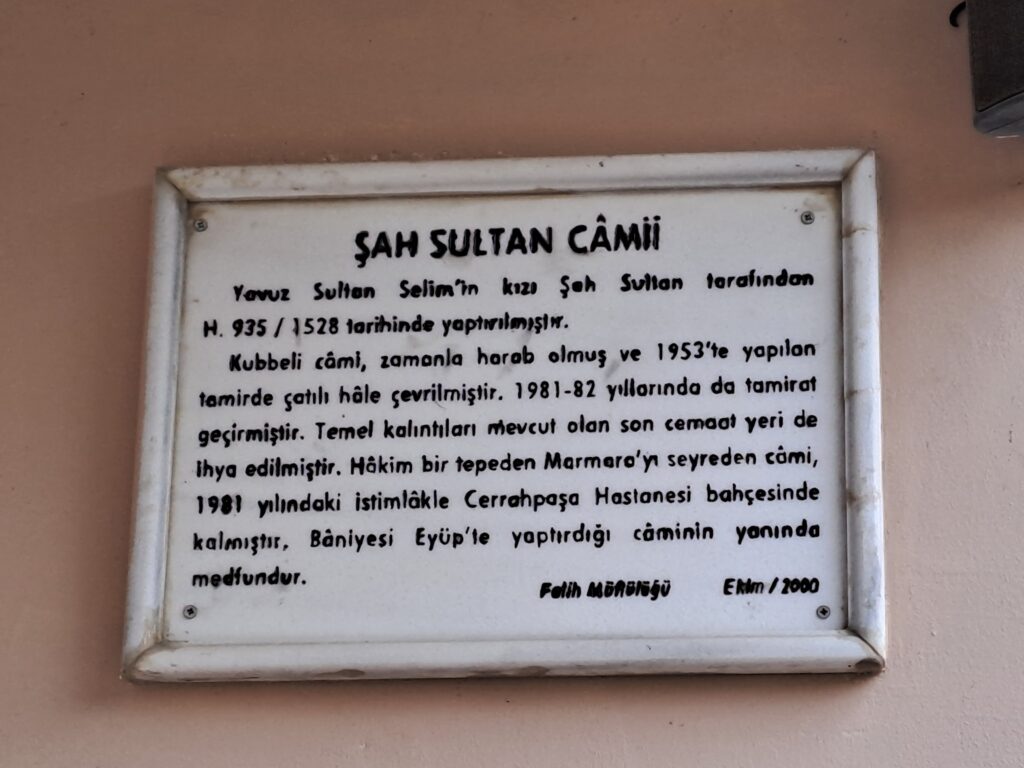 ŞAH SULTAN CÂMİİ
Yavuz Sultan Selim'in kızı Şah Sultan tarafından
H. 935 / 1528 tarihinde yaptırılmıştır.
Kubbeli câmi, zamanla harab olmuş ve 1953'te yapılan
tamirde çatılı hâle çevrilmiştir. 1981-82 yıllarında da tamirat
geçirmiştir. Temel kalıntıları mevcut olan son cemaat yeri de
ihya edilmiştir. Hâkim bir tepeden Marmara'yı seyreden câmi,
1981 yılındaki istimlâkle Cerrahpaşa Hastanesi bahçesinde
kalmıştır. Bâniyesi Eyüp'te yaptırdığı câminin yanında
medfundur.
Fatih Müftülüğü Ekim / 2000